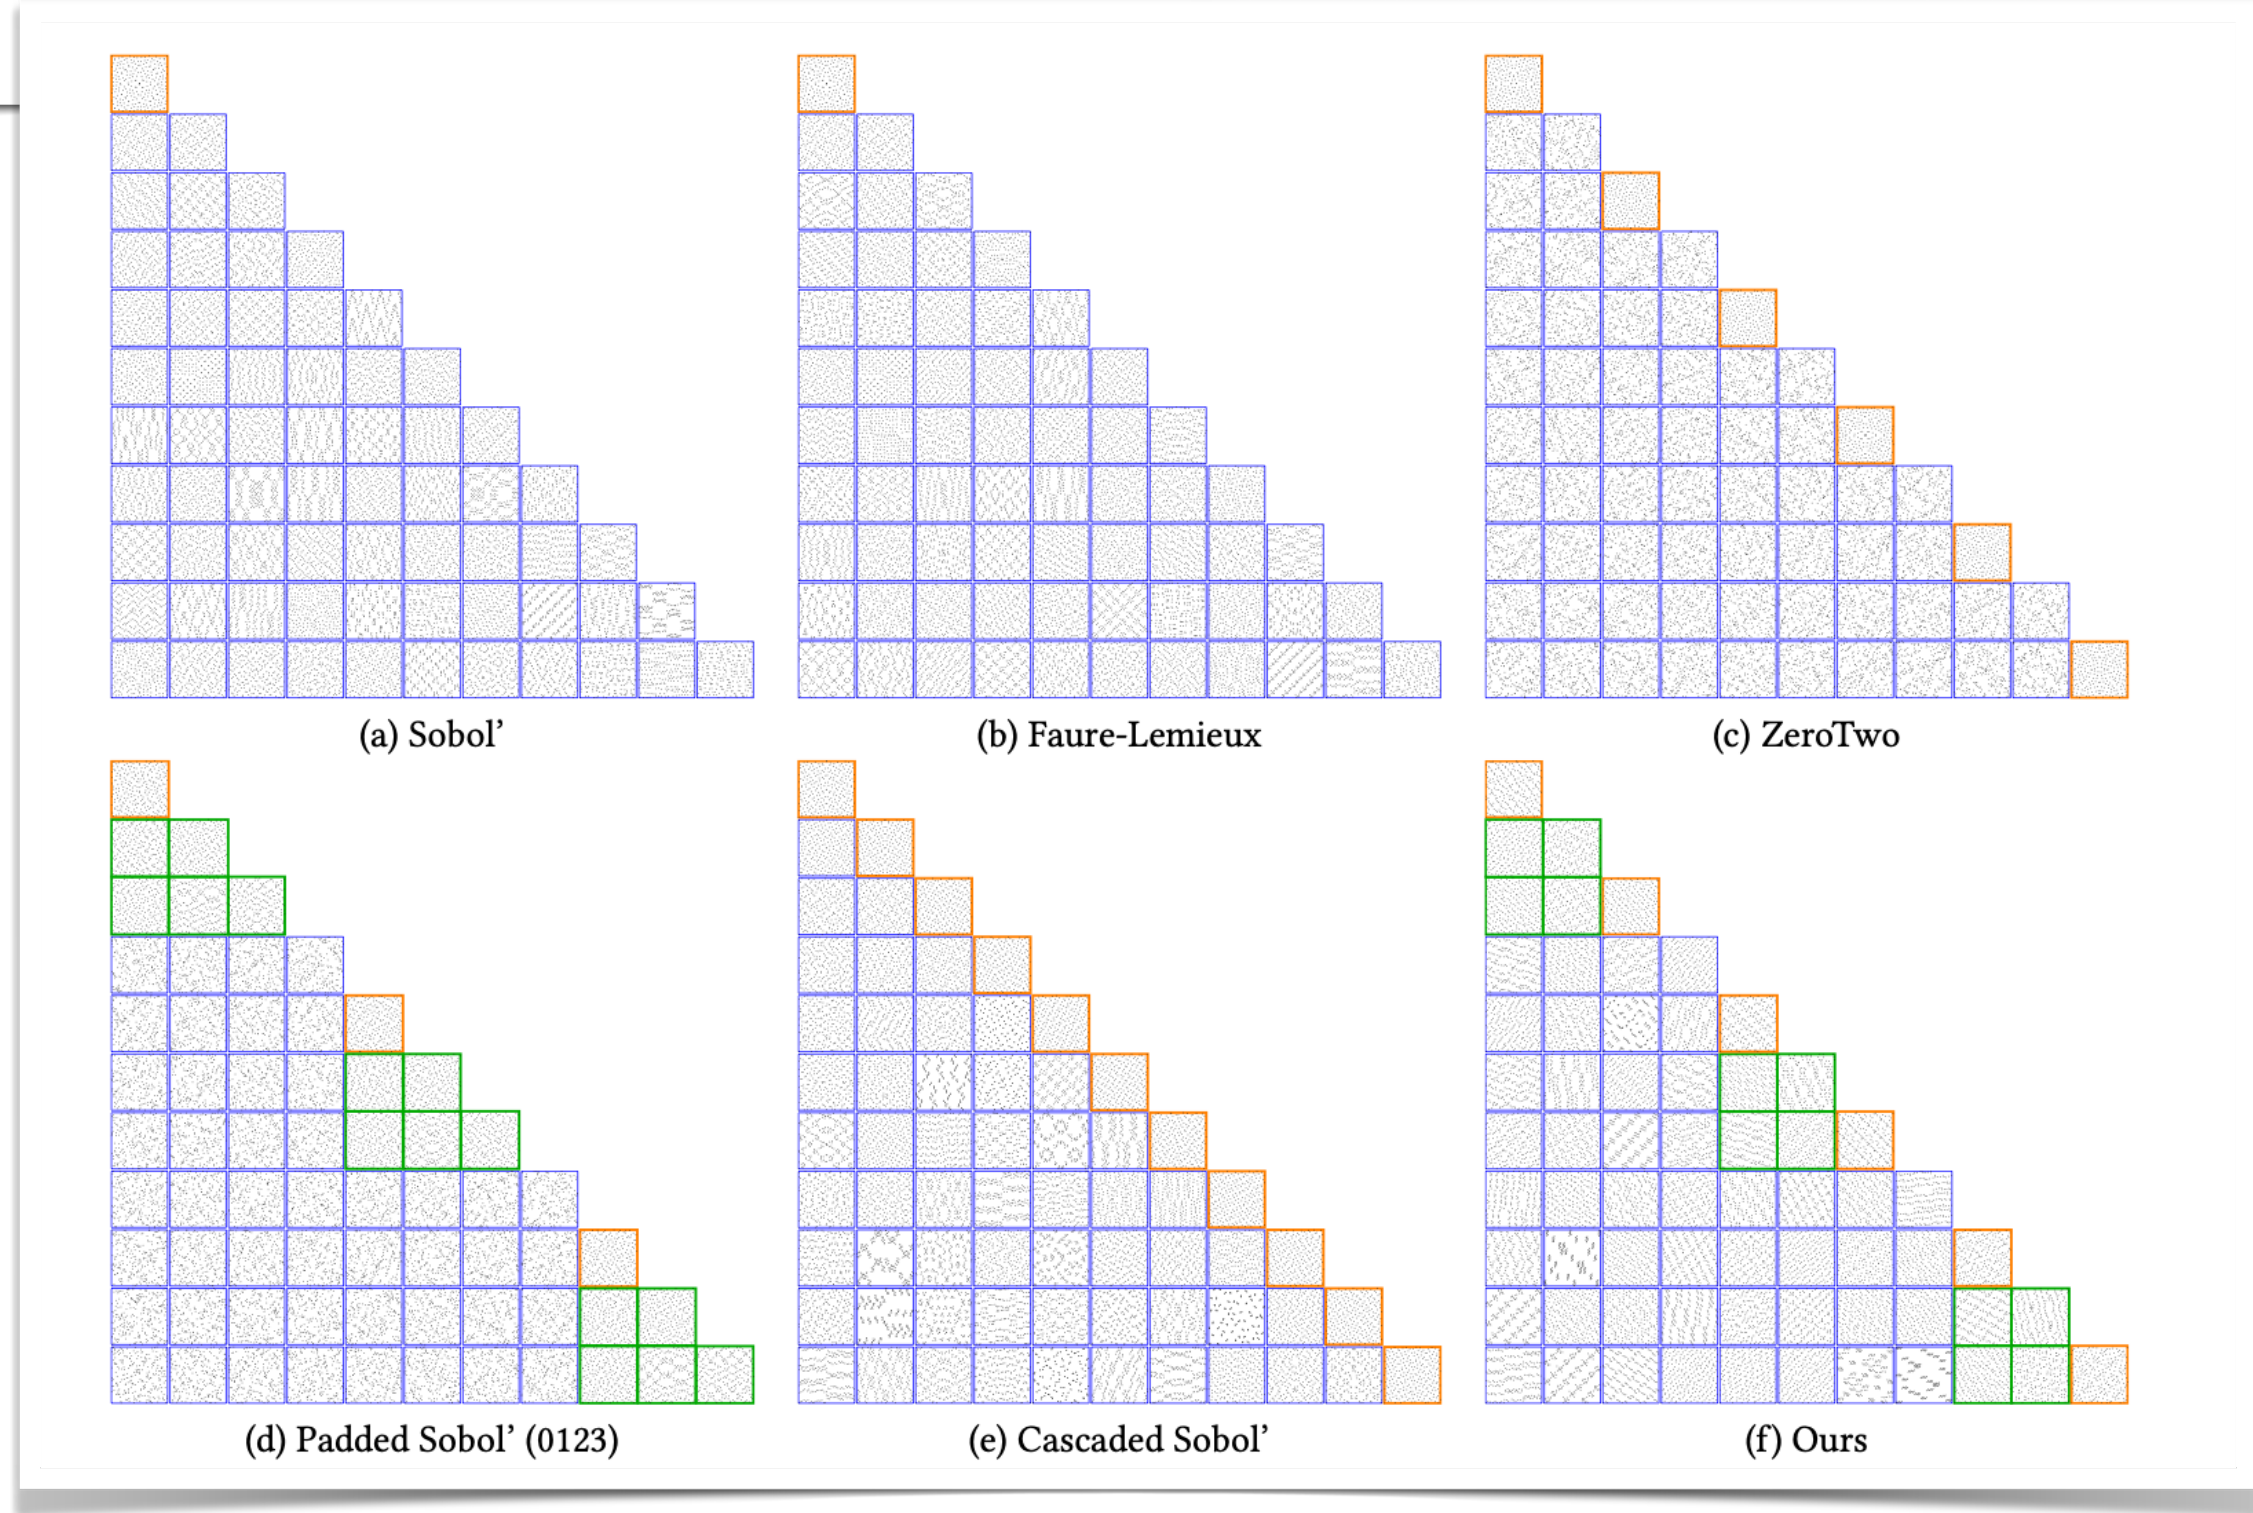 (a) Sobol’
(b) Faure-Lemieux
(c) ZeroTwo
(d) Padded Sobol’ (0123)
(e) Cascaded Sobol’
(f) Ours